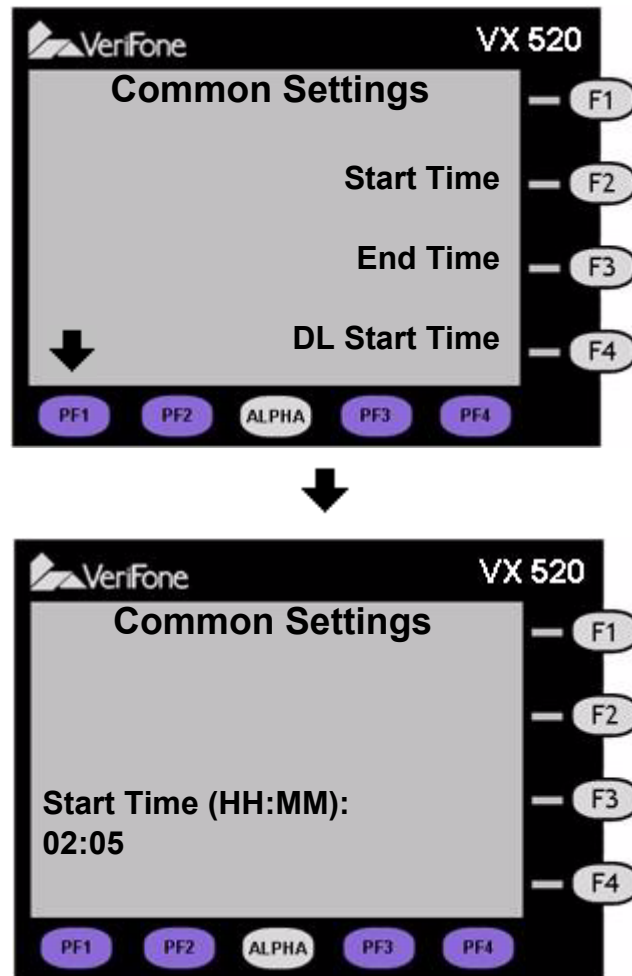 VeriFone VX 520
Common Settings
F1
Start Time F2
End Time F3
DL Start Time F4
PF1 PF2 ALPHA PF3 PF4
VeriFone VX 520
Common Settings
F1
F2
Start Time (HH:MM): F3
02:05
F4
PF1 PF2 ALPHA PF3 PF4